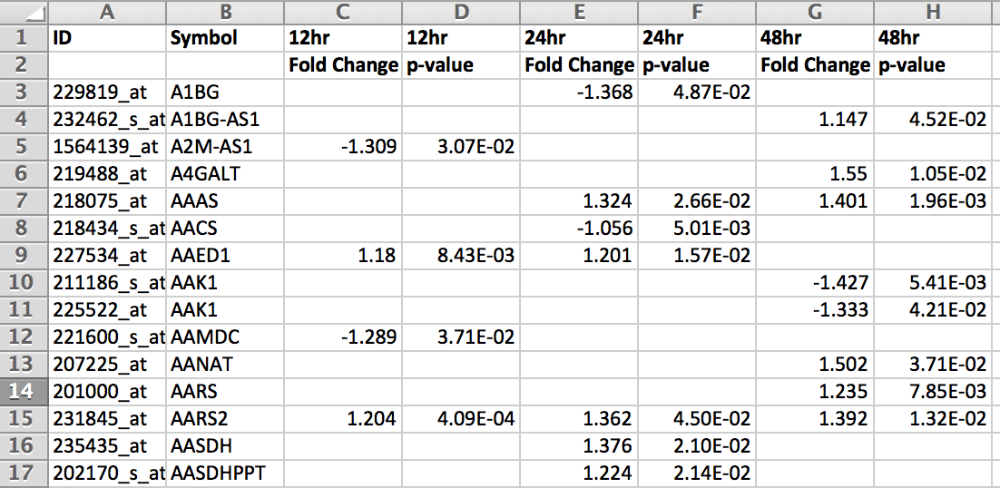 A B C D E F G H
1 ID Symbol 12hr 12hr 24hr 24hr 48hr 48hr
2 Fold Change p-value Fold Change p-value Fold Change p-value
3 229819_at A1BG -1.368 4.87E-02
4 232462_s_at A1BG-AS1 1.147 4.52E-02
5 1564139_at A2M-AS1 -1.309 3.07E-02
6 219488_at A4GALT 1.55 1.05E-02
7 218075_at AAAS 1.324 2.66E-02 1.401 1.96E-03
8 218434_s_at AACS -1.056 5.01E-03
9 227534_at AAED1 1.18 8.43E-03 1.201 1.57E-02
10 211186_s_at AAK1 -1.427 5.41E-03
11 225522_at AAK1 -1.333 4.21E-02
12 221600_s_at AAMDC -1.289 3.71E-02
13 207225_at AANAT 1.502 3.71E-02
14 201000_at AARS 1.235 7.85E-03
15 231845_at AARS2 1.204 4.09E-04 1.362 4.50E-02 1.392 1.32E-02
16 235435_at AASDH 1.376 2.10E-02
17 202170_s_at AASDHPPT 1.224 2.14E-02